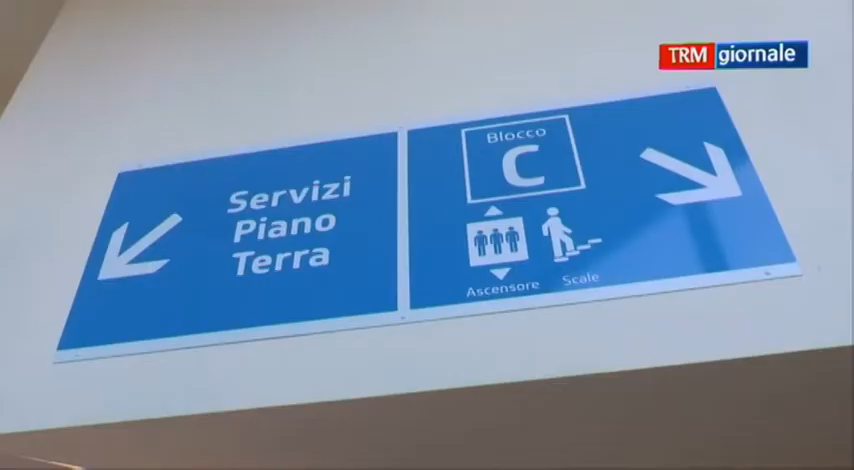 TRM giornale
Servizi
Piano
Terra
Blocco
C
Ascensore
Scale